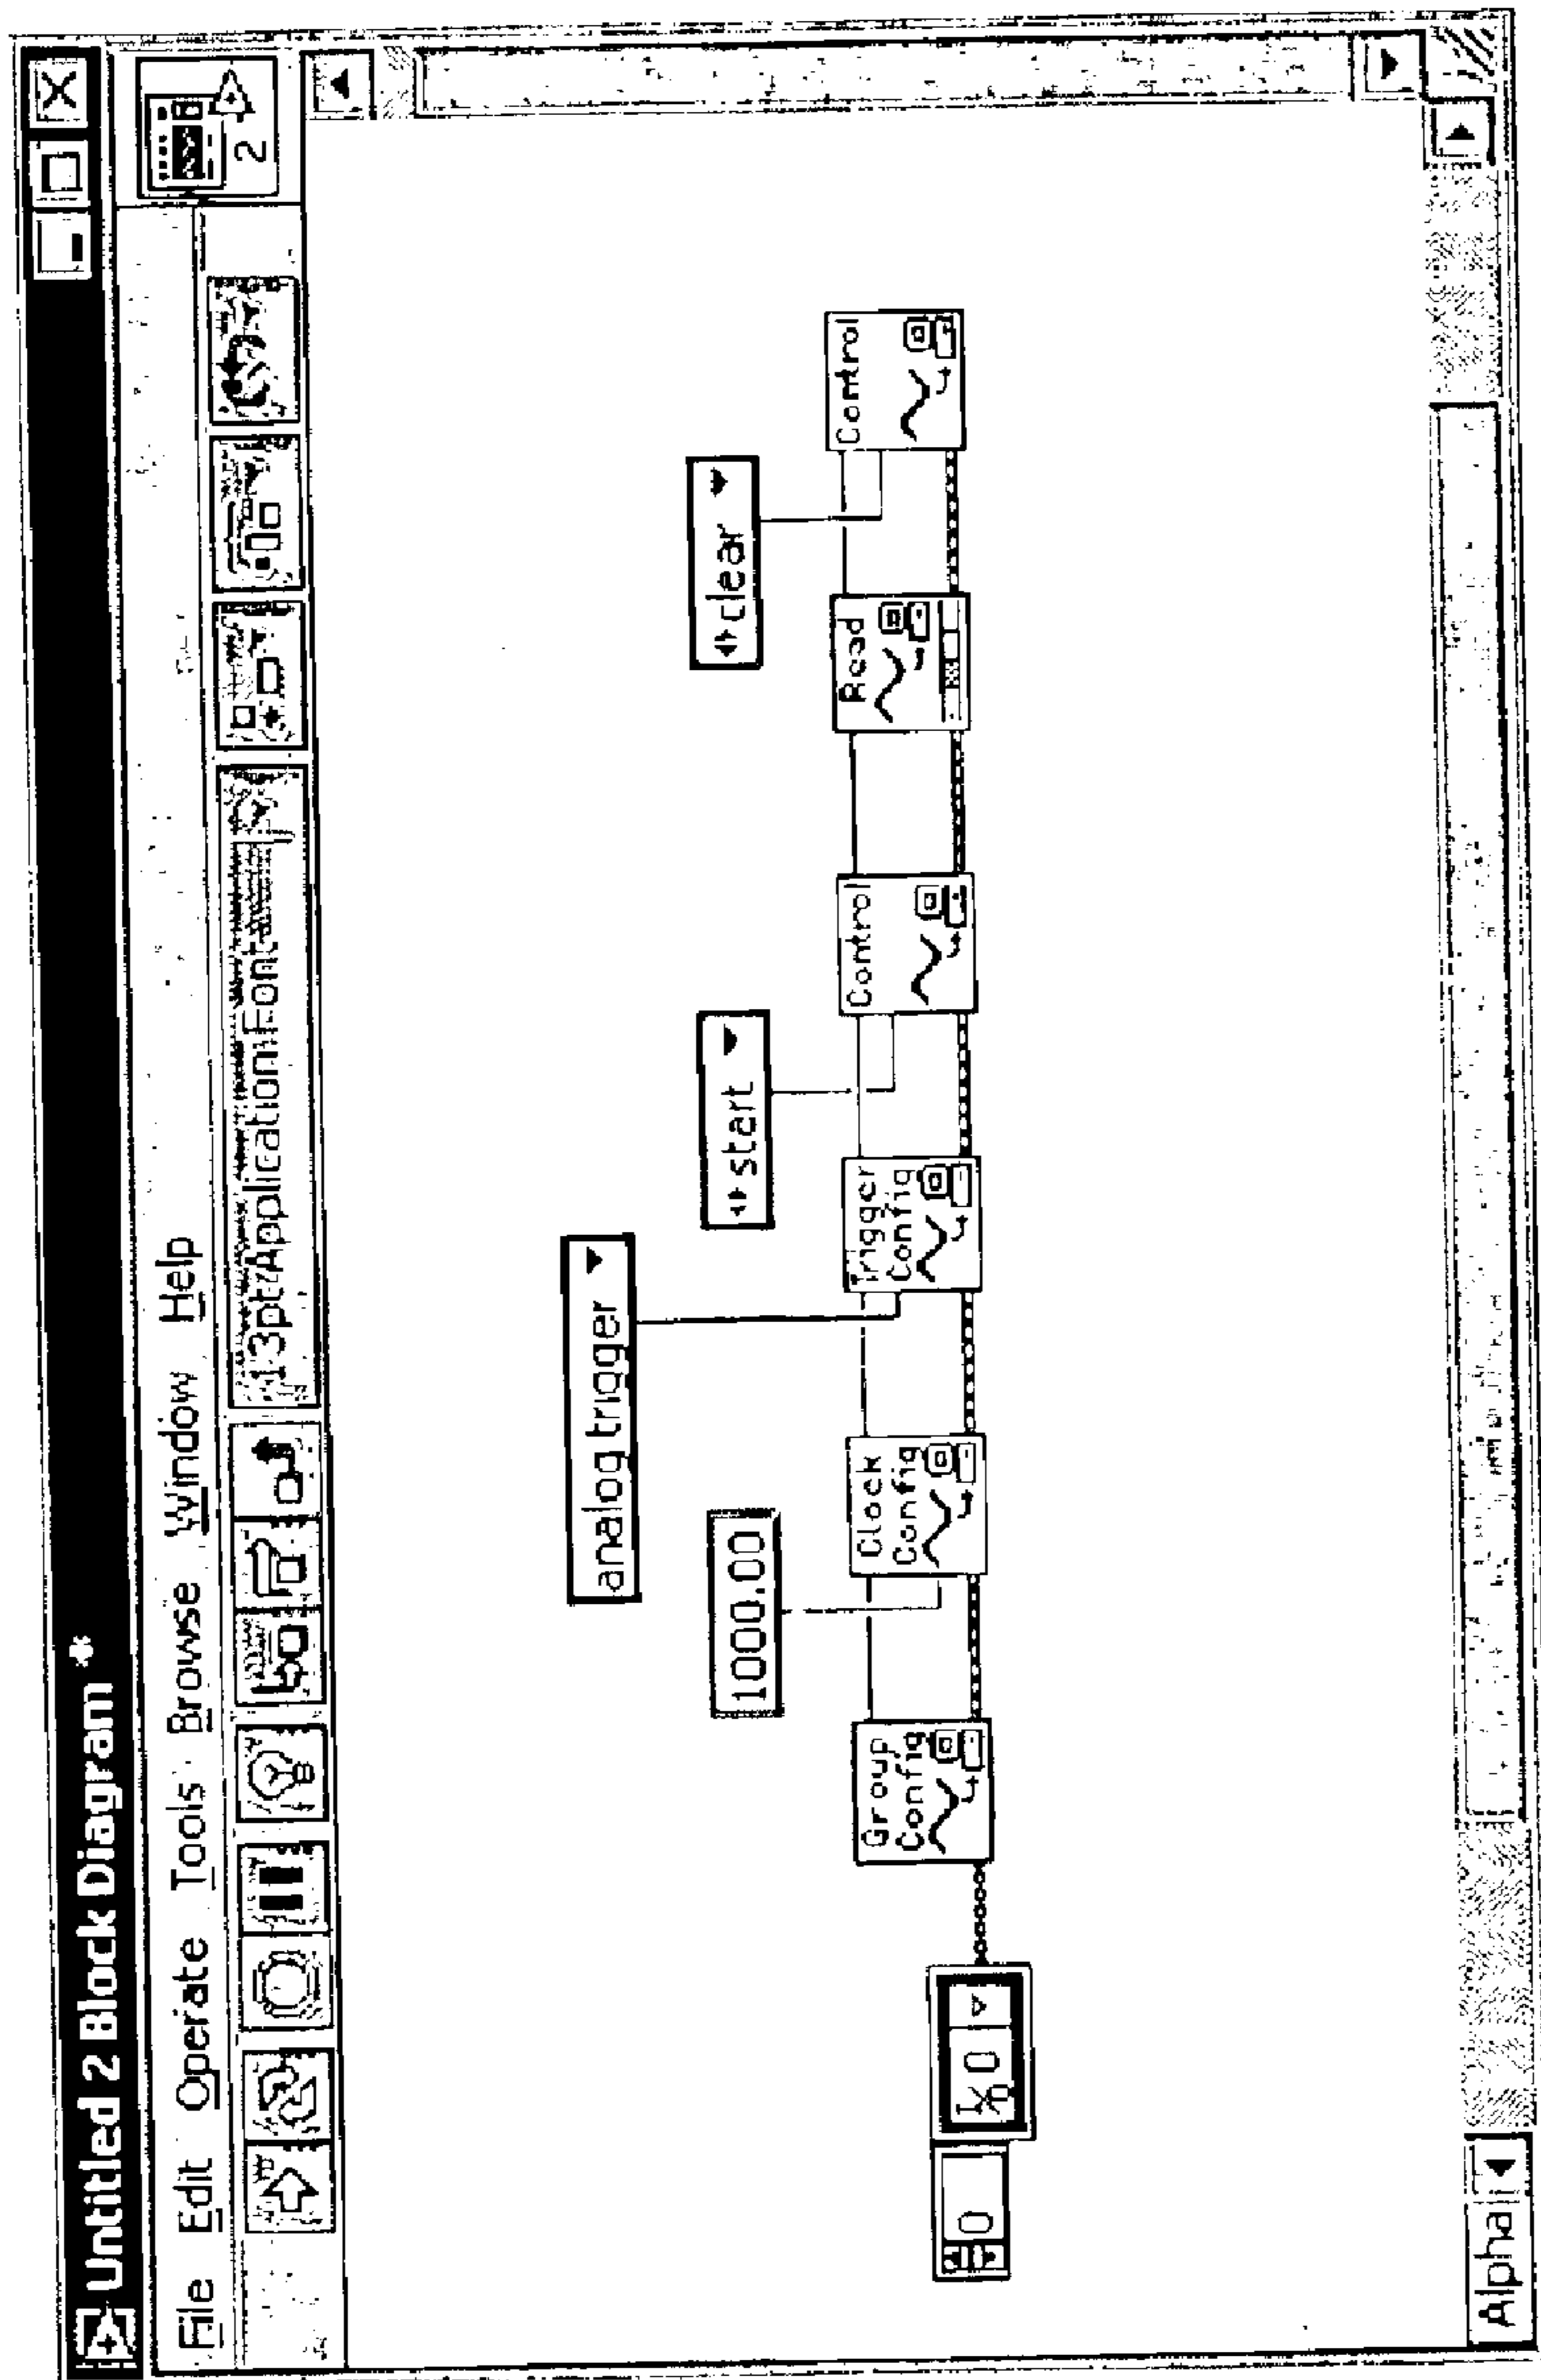 Untitled 2 Block Diagram *
File Edit Operate Tools Browse Window Help
13pt Application Font
2
analog trigger
1000.00
start
clear
0
I/O 0
Group Config
Clock Config
Trigger Config
Control
Read
Control
Alpha